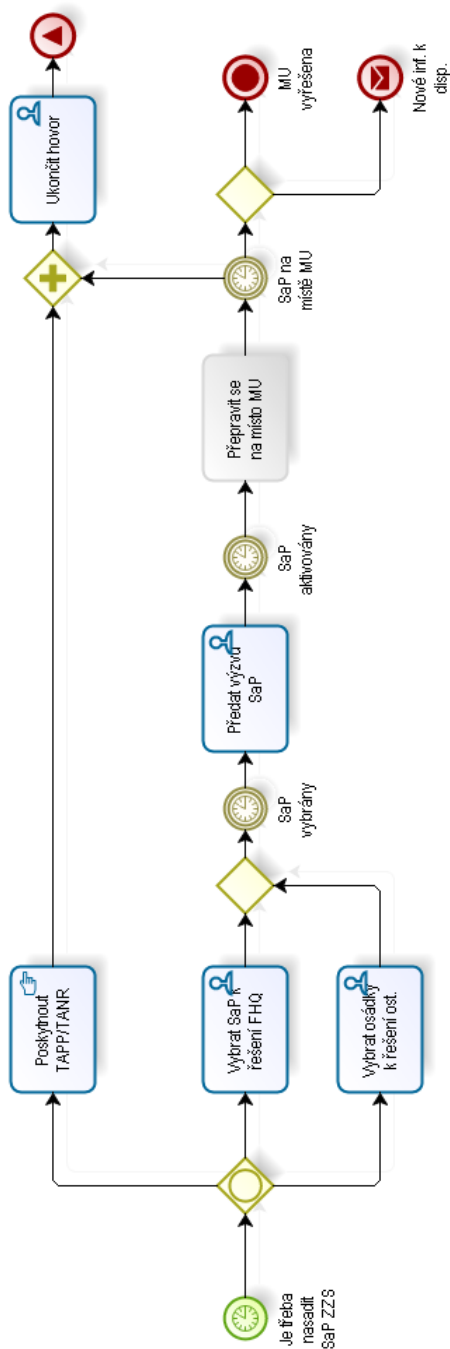 Je třeba
nasadit
SaP ZZS
Poskytnout
TAPP/TANR
Vybrat SaP k
řešení FHQ
Vybrat osádky
k řešení ost.
SaP
vybrány
Předat výzvu
SaP
SaP
aktivovány
Přepravit se
na místo MU
SaP na
místě MU
Ukončit hovor
MU
vyřešena
Nové inf. k
disp.